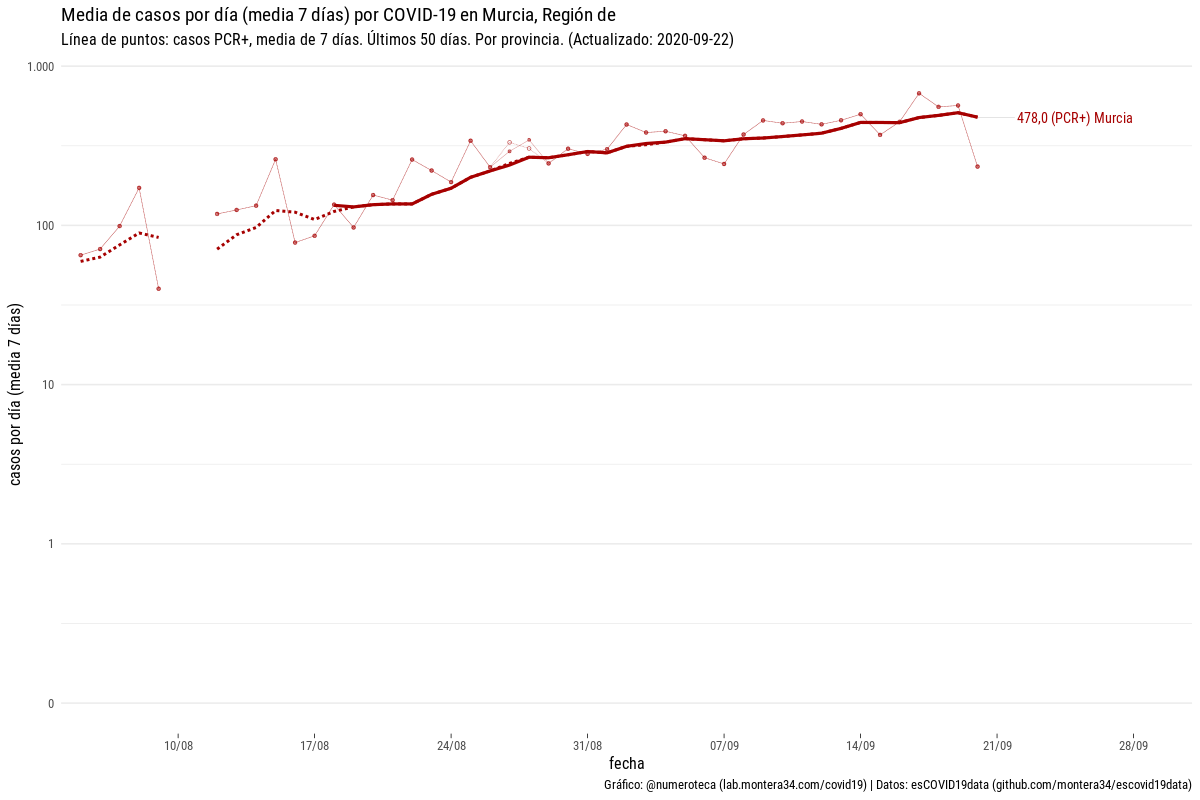 Media de casos por día (media 7 días) por COVID-19 en Murcia, Región de
Línea de puntos: casos PCR+, media de 7 días. Últimos 50 días. Por provincia. (Actualizado: 2020-09-22)
casos por día (media 7 días)
1.000
100
10
1
0
478,0 (PCR+) Murcia
10/08
17/08
24/08
31/08
07/09
14/09
21/09
28/09
fecha
Gráfico: @numeroteca (lab.montera34.com/covid19) | Datos: esCOVID19data (github.com/montera34/escovid19data)